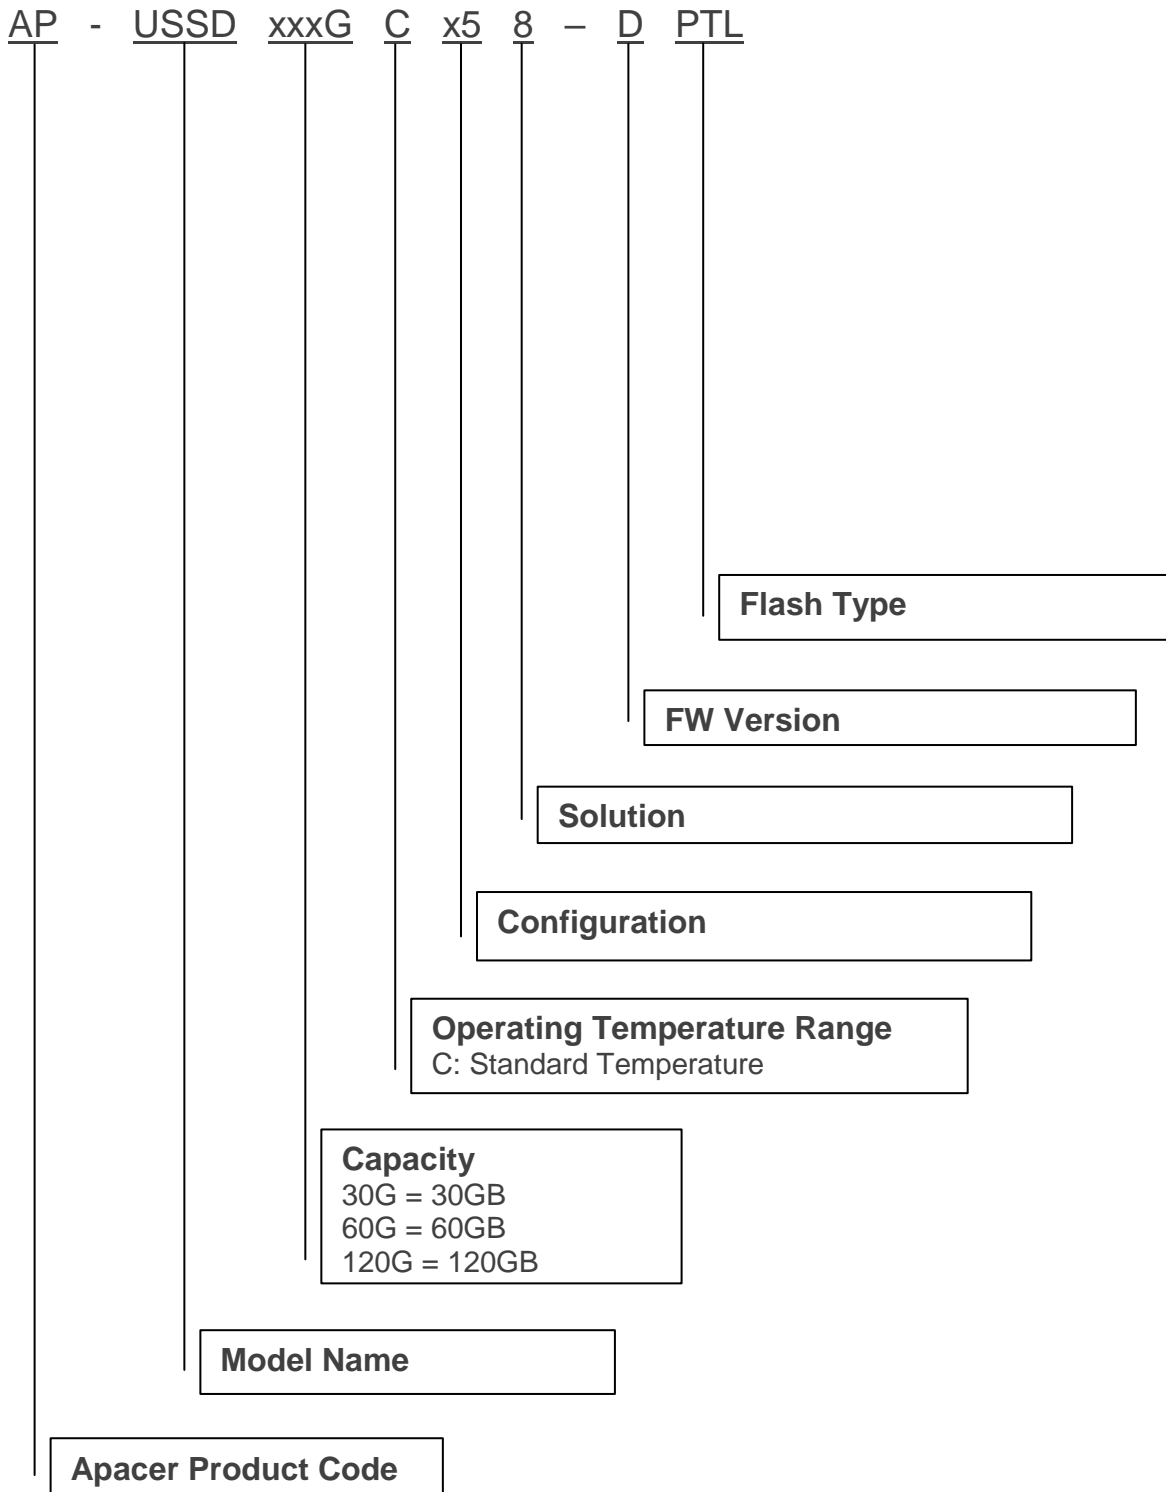 AP - USSD xxxG C x5 8 – D PTL
Flash Type
FW Version
Solution
Configuration
Operating Temperature Range
C: Standard Temperature
Capacity
30G = 30GB
60G = 60GB
120G = 120GB
Model Name
Apacer Product Code